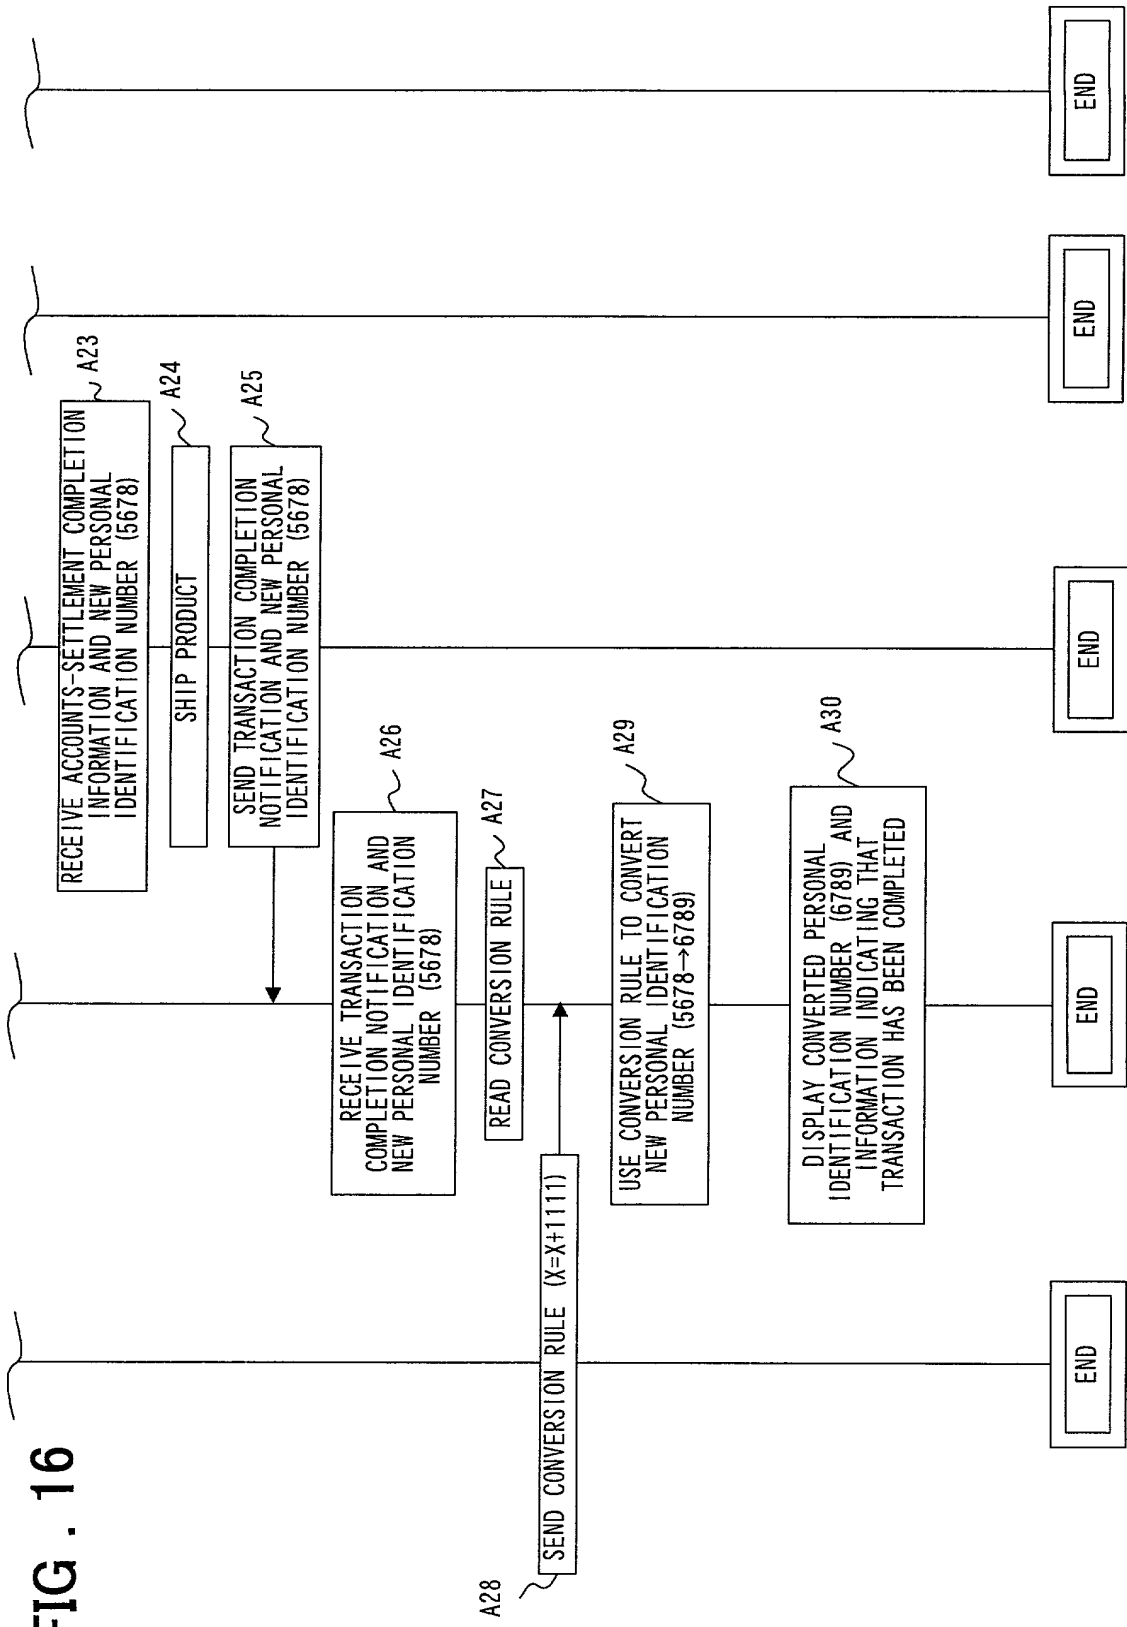 FIG. 16
RECEIVE ACCOUNTS-SETTLEMENT COMPLETION
INFORMATION AND NEW PERSONAL
IDENTIFICATION NUMBER (5678)
A23
SHIP PRODUCT
A24
SEND TRANSACTION COMPLETION
NOTIFICATION AND NEW PERSONAL
IDENTIFICATION NUMBER (5678)
A25
RECEIVE TRANSACTION
COMPLETION NOTIFICATION AND
NEW PERSONAL IDENTIFICATION
NUMBER (5678)
A26
READ CONVERSION RULE
A27
A28
SEND CONVERSION RULE (X=X+1111)
USE CONVERSION RULE TO CONVERT
NEW PERSONAL IDENTIFICATION
NUMBER (5678→6789)
A29
DISPLAY CONVERTED PERSONAL
IDENTIFICATION NUMBER (6789) AND
INFORMATION INDICATING THAT
TRANSACTION HAS BEEN COMPLETED
A30
END
END
END
END
END